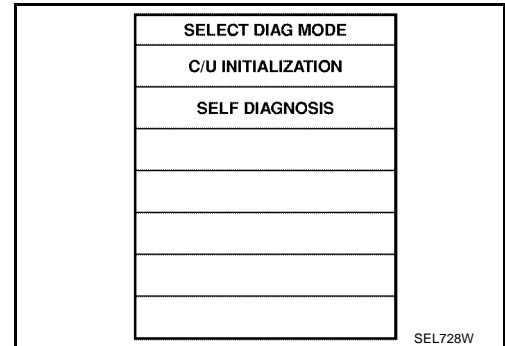 SELECT DIAG MODE
C/U INITIALIZATION
SELF DIAGNOSIS
SEL728W